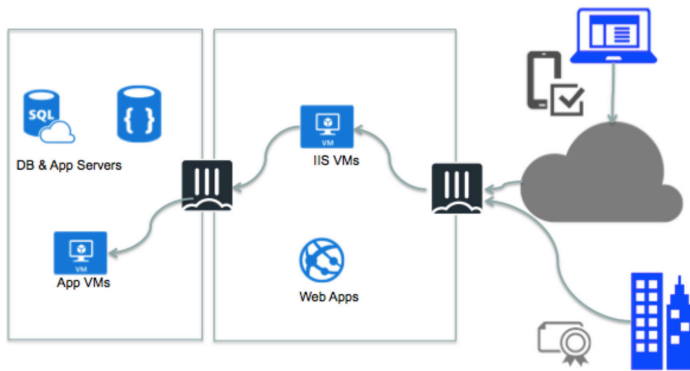 SQL
{ }
DB & App Servers
VM
IIS VMs
VM
App VMs
Web Apps